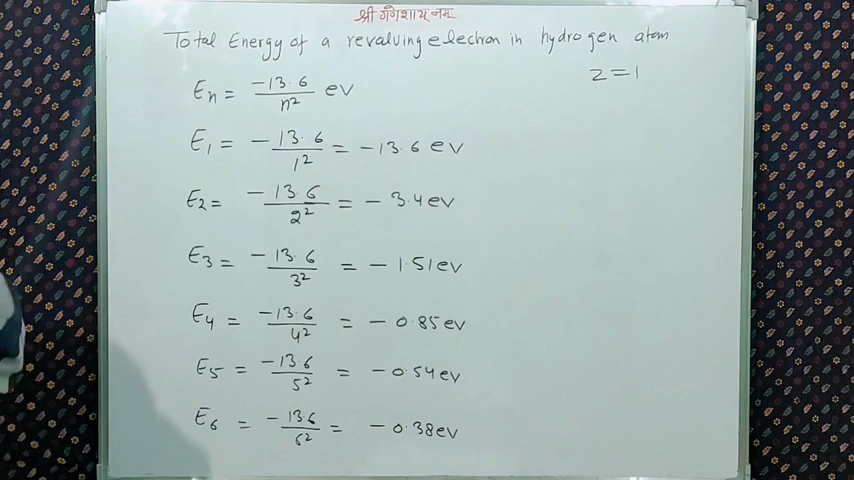 श्री गणेशाय नमः
Total Energy of a revalving electron in hydrogen atom
z = 1
En = -13.6/n² ev
E1 = -13.6/1² = -13.6 ev
E2 = -13.6/2² = -3.4 ev
E3 = -13.6/3² = -1.51 ev
E4 = -13.6/4² = -0.85 ev
E5 = -13.6/5² = -0.54 ev
E6 = -13.6/6² = -0.38 ev